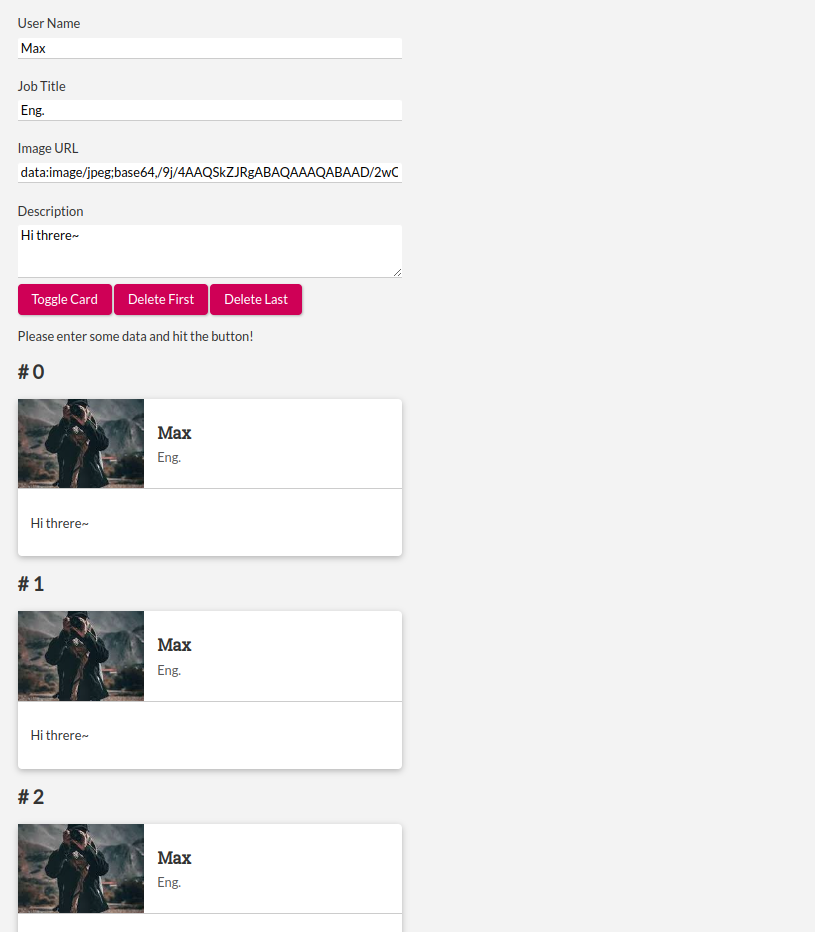 User Name
Max
Job Title
Eng.
Image URL
data:image/jpeg;base64,/9j/4AAQSkZJRgABAQAAAQABAAD/2wC
Description
Hi threre~
Toggle Card Delete First Delete Last
Please enter some data and hit the button!
# 0
Max
Eng.
Hi threre~
# 1
Max
Eng.
Hi threre~
# 2
Max
Eng.